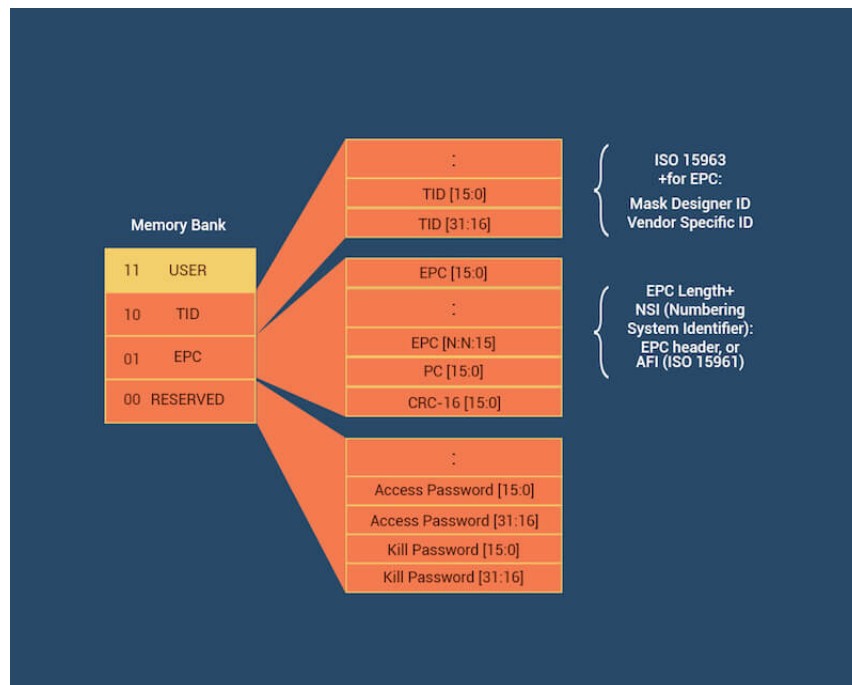 Memory Bank
11 USER
10 TID
01 EPC
00 RESERVED
:
TID [15:0]
TID [31:16]
EPC [15:0]
:
EPC [N:N:15]
PC [15:0]
CRC-16 [15:0]
:
Access Password [15:0]
Access Password [31:16]
Kill Password [15:0]
Kill Password [31:16]
ISO 15963
+for EPC:
Mask Designer ID
Vendor Specific ID
EPC Length+
NSI (Numbering
System Identifier):
EPC header, or
AFI (ISO 15961)